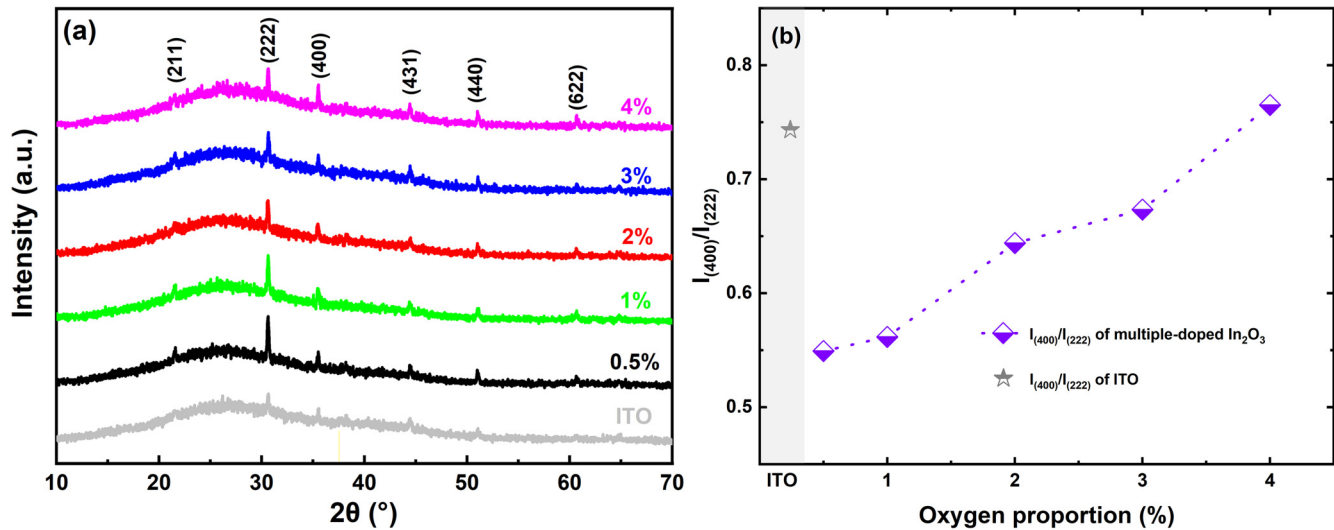 (a)
(211)
(222)
(400)
(431)
(440)
(622)
4%
3%
2%
1%
0.5%
ITO
Intensity (a.u.)
10 20 30 40 50 60 70
2θ (°)
(b)
I(400)/I(222)
0.8
0.7
0.6
0.5
I(400)/I(222) of multiple-doped In₂O₃
I(400)/I(222) of ITO
ITO 1 2 3 4
Oxygen proportion (%)